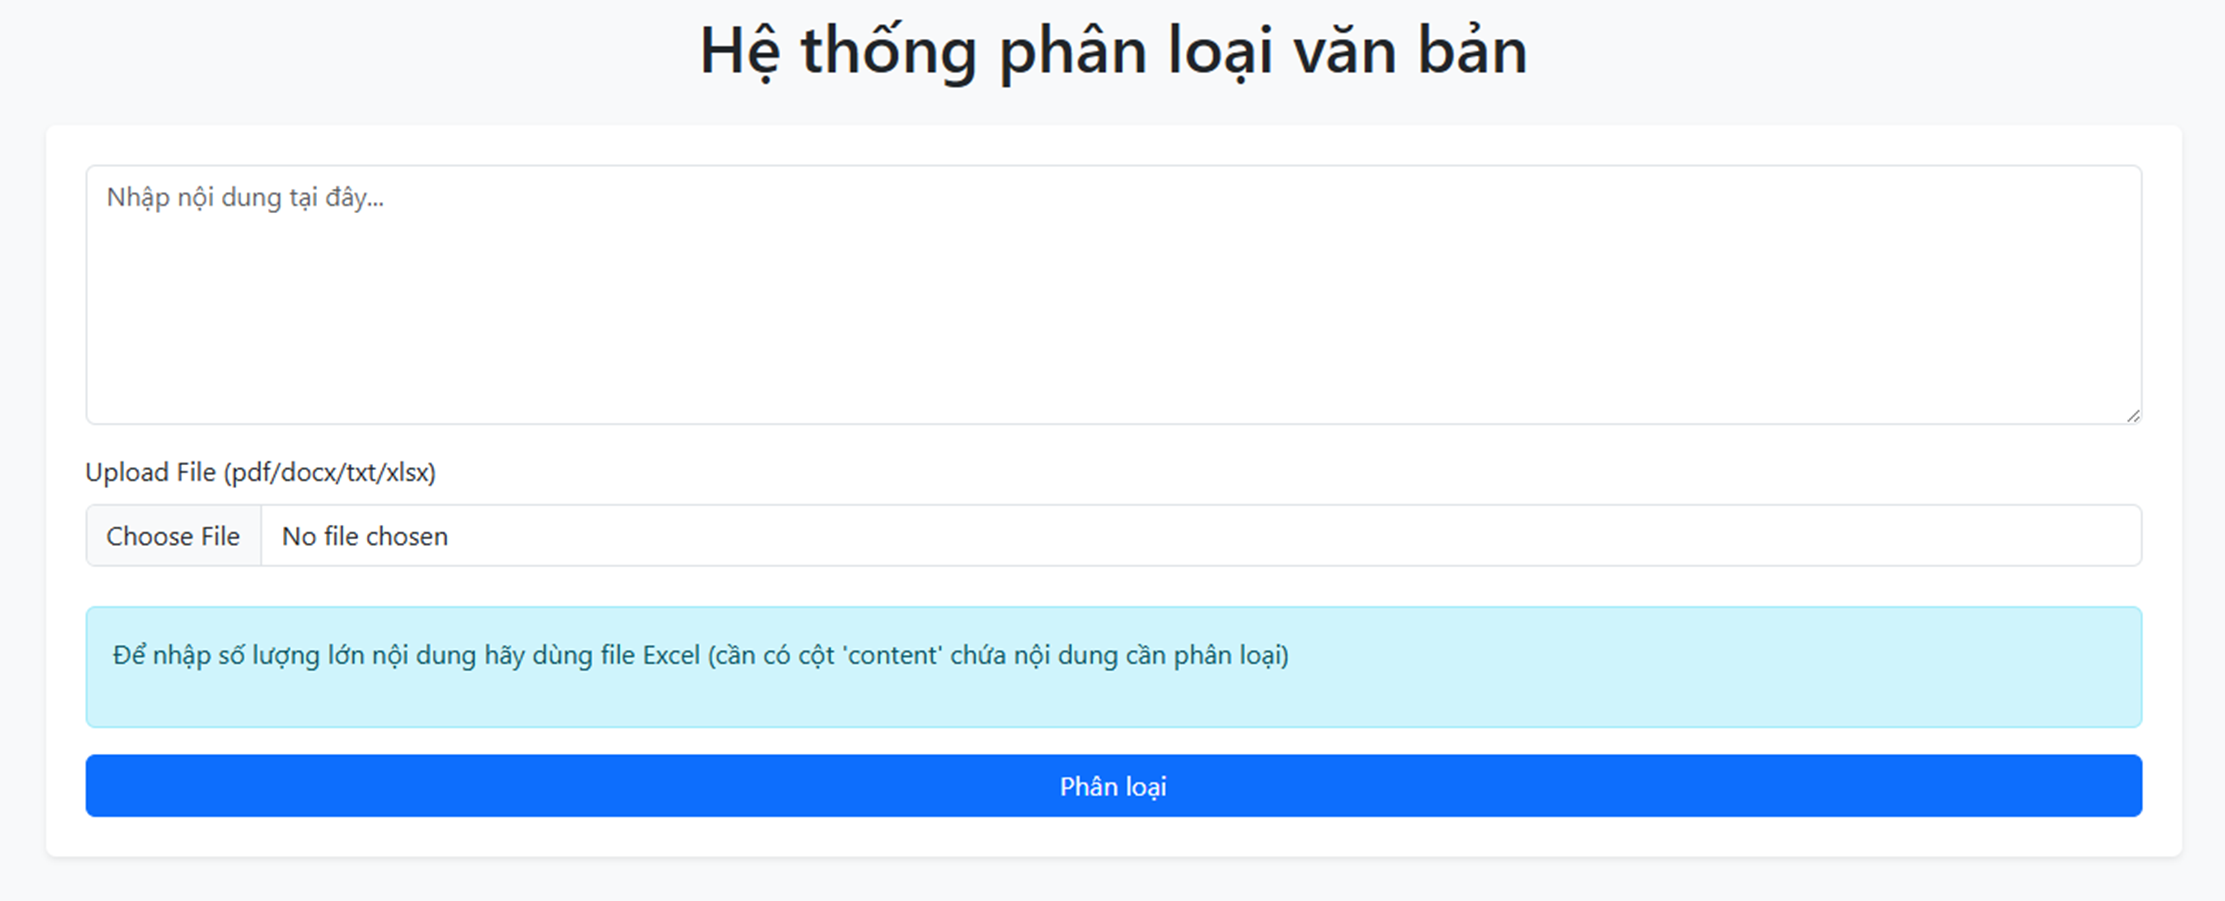 Hệ thống phân loại văn bản
Nhập nội dung tại đây...
Upload File (pdf/docx/txt/xlsx)
Choose File No file chosen
Để nhập số lượng lớn nội dung hãy dùng file Excel (cần có cột 'content' chứa nội dung cần phân loại)
Phân loại